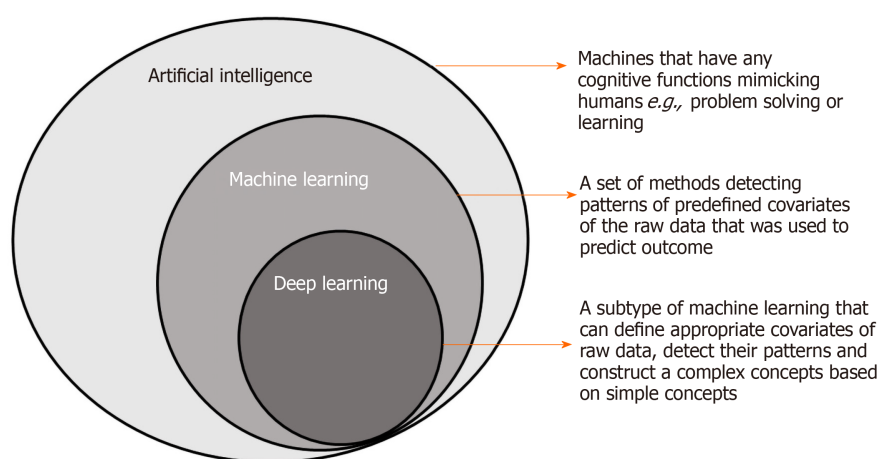 Artificial intelligence
Machines that have any
cognitive functions mimicking
humans e.g., problem solving or
learning
Machine learning
A set of methods detecting
patterns of predefined covariates
of the raw data that was used to
predict outcome
Deep learning
A subtype of machine learning that
can define appropriate covariates of
raw data, detect their patterns and
construct a complex concepts based
on simple concepts